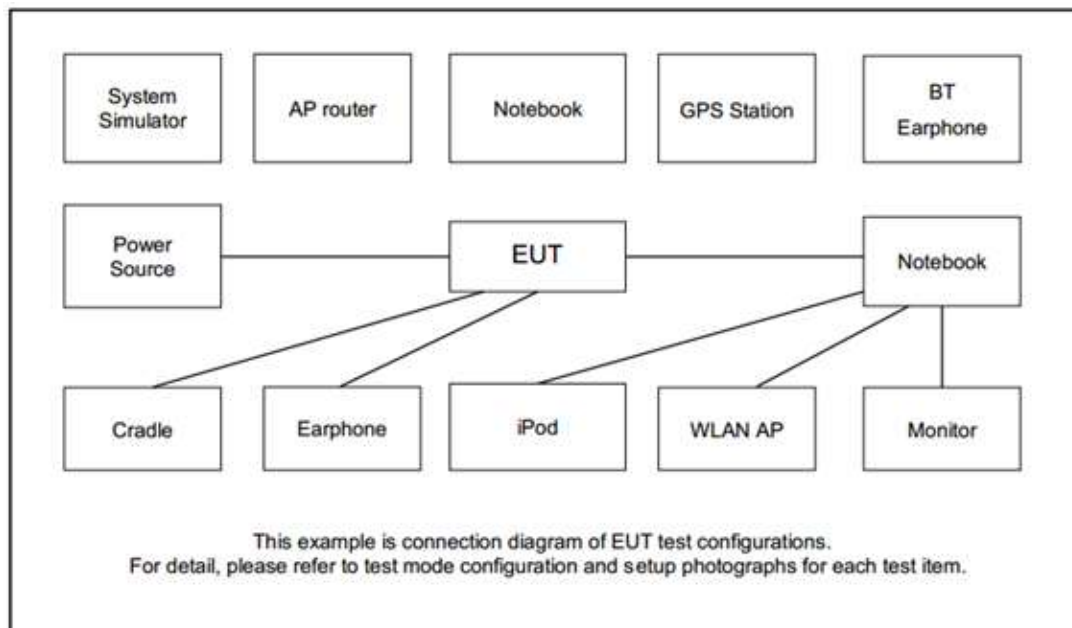 System
Simulator
AP router
Notebook
GPS Station
BT
Earphone
Power
Source
EUT
Notebook
Cradle
Earphone
iPod
WLAN AP
Monitor
This example is connection diagram of EUT test configurations.
For detail, please refer to test mode configuration and setup photographs for each test item.